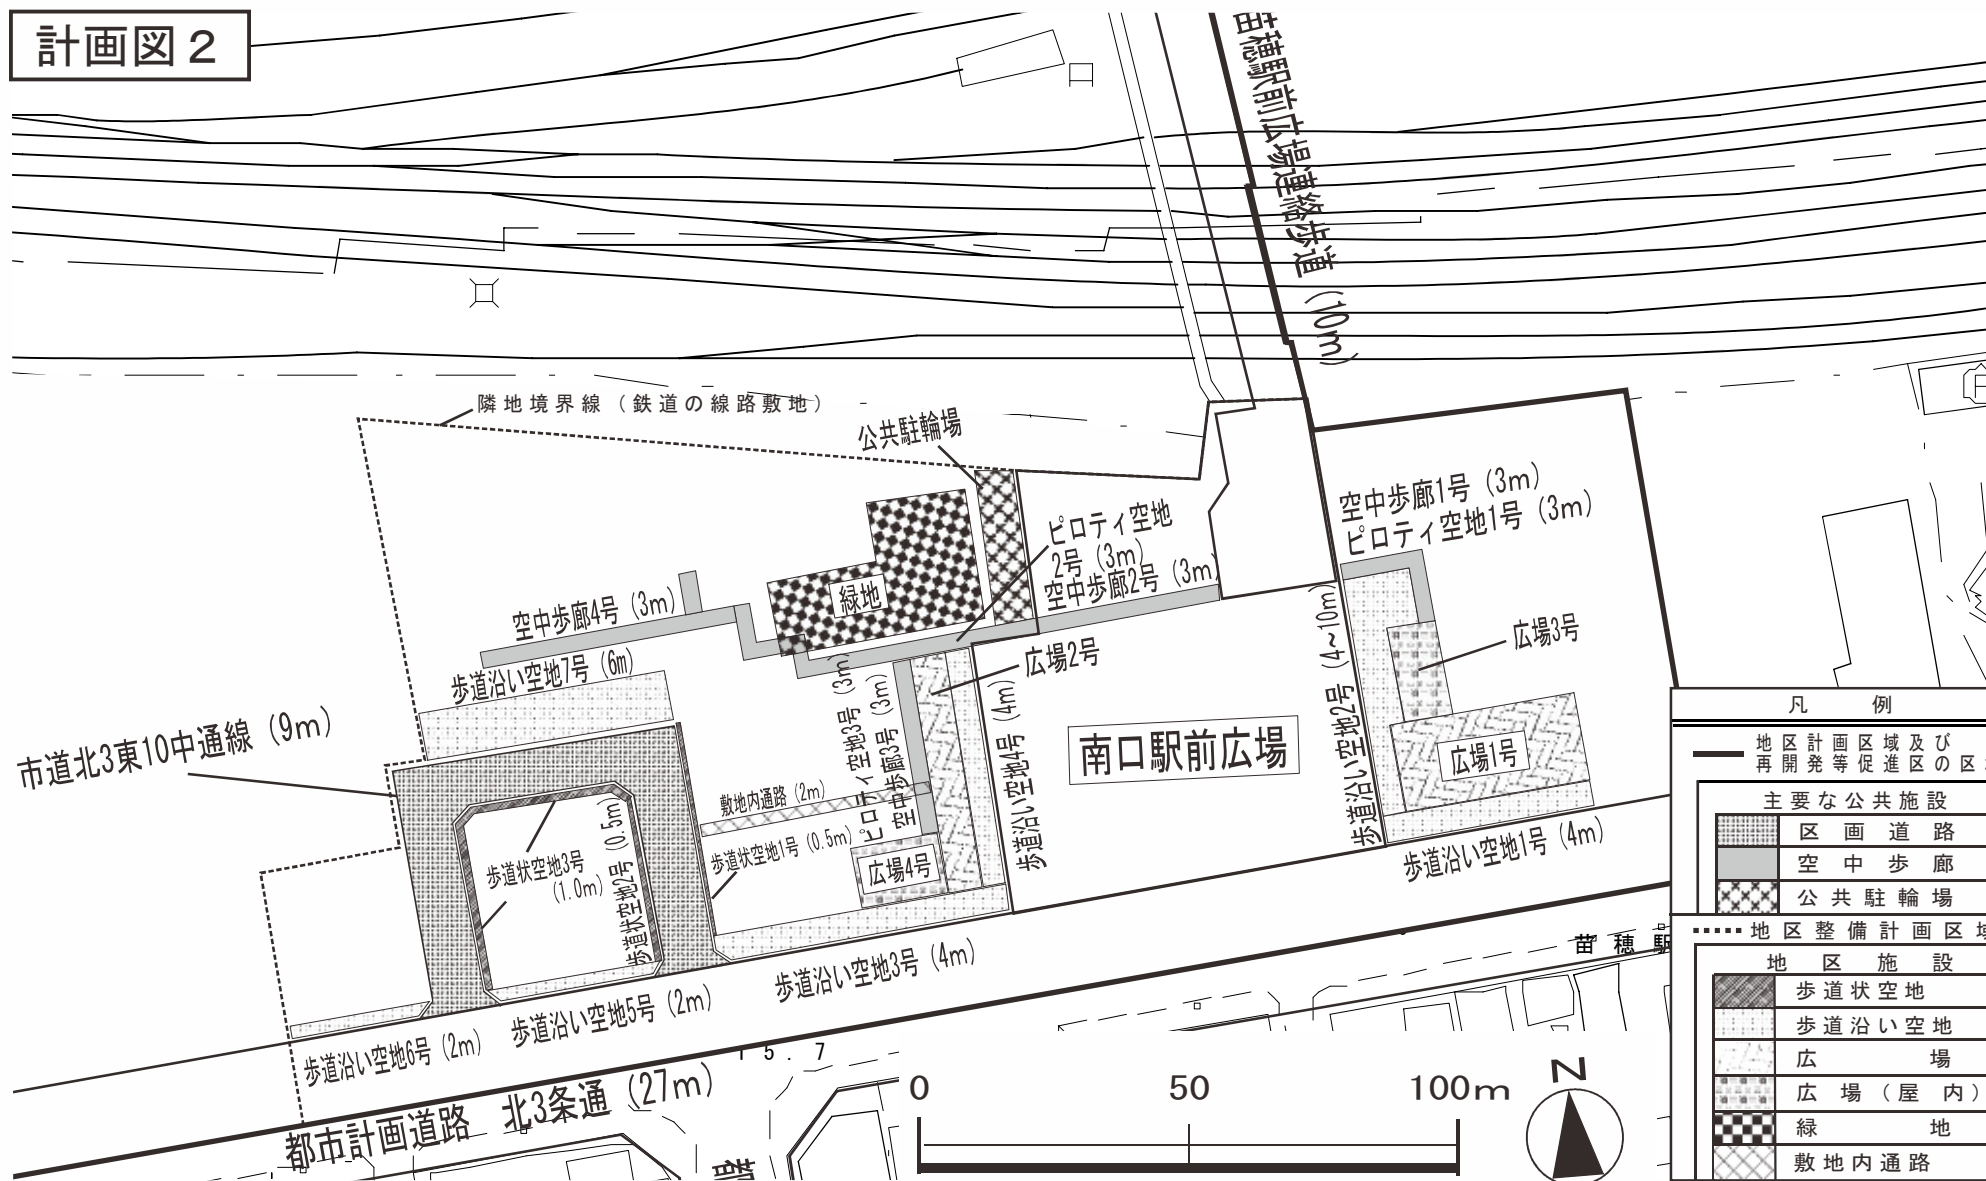 計画図２
苗穂駅前広場連絡歩道（10m）
隣地境界線（鉄道の線路敷地）
公共駐輪場
ピロティ空地
2号（3m）
空中歩廊2号（3m）
空中歩廊1号（3m）
ピロティ空地1号（3m）
緑地
空中歩廊4号（3m）
歩道沿い空地7号（6m）
広場2号
広場3号
市道北3東10中通線（9m）
ピロティ空地3号（3m）
空中歩廊3号（3m）
歩道沿い空地4号（4m）
南口駅前広場
歩道沿い空地2号（4~10m）
広場1号
敷地内通路（2m）
歩道状空地1号（0.5m）
歩道状空地2号（0.5m）
歩道状空地3号
（1.0m）
広場4号
歩道沿い空地1号（4m）
歩道沿い空地3号（4m）
歩道沿い空地5号（2m）
歩道沿い空地6号（2m）
都市計画道路　北3条通（27m）
15.7
苗穂駅
0
50
100m
N
凡例
地区計画区域及び
再開発等促進区の区
主要な公共施設
区画道路
空中歩廊
公共駐輪場
地区整備計画区域
地区施設
歩道状空地
歩道沿い空地
広場
広場（屋内）
緑地
敷地内通路